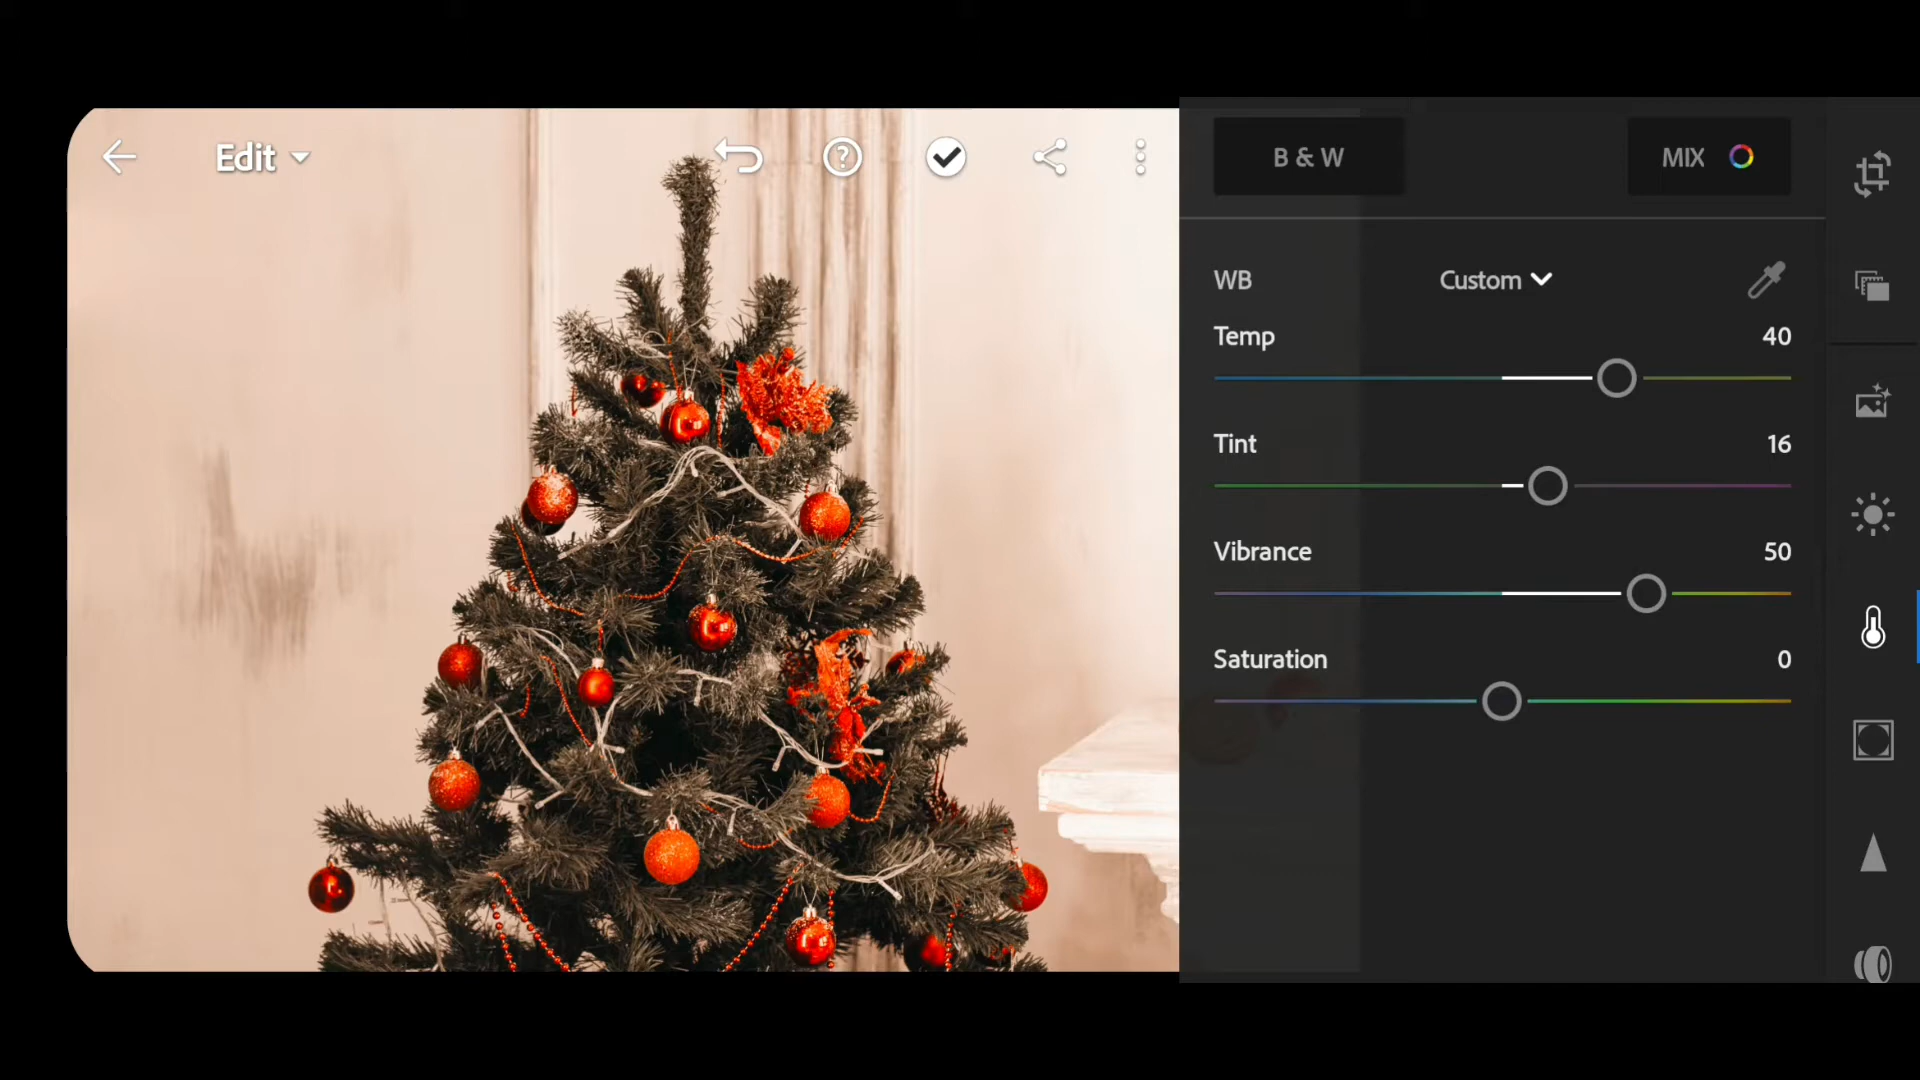 Edit
B & W
MIX
WB
Custom
Temp
40
Tint
16
Vibrance
50
Saturation
0